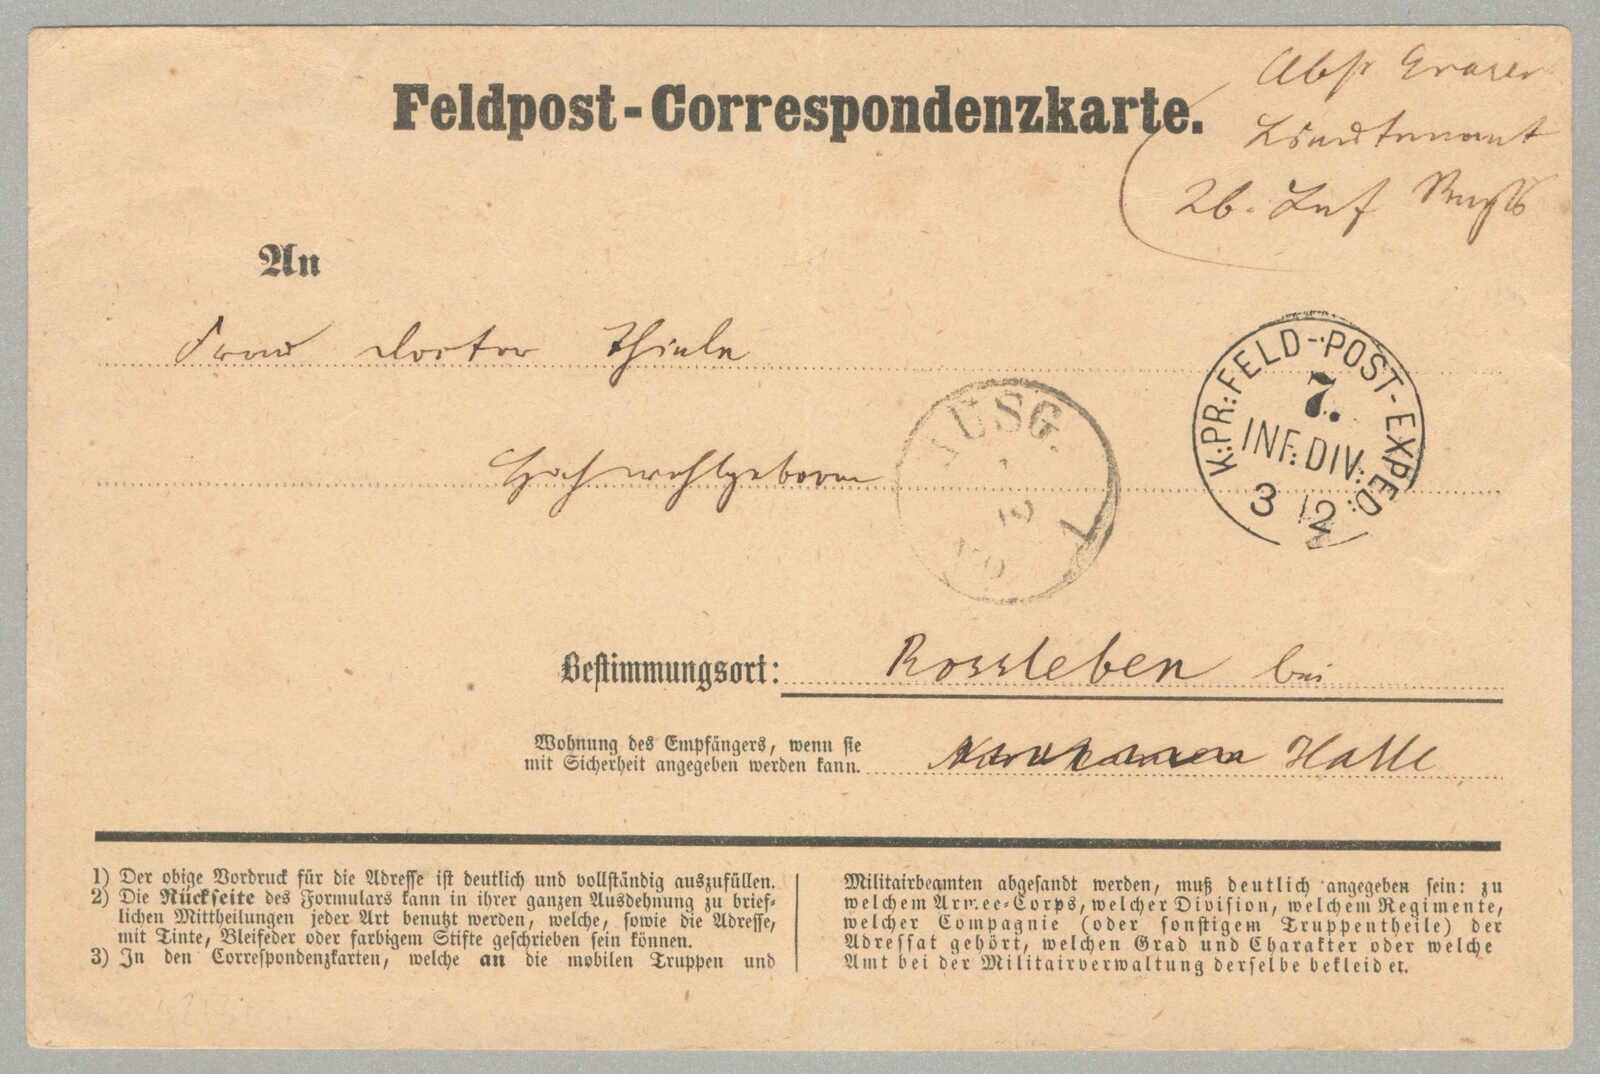 Feldpost-Correspondenzkarte.
Lieutenant
26. Inf Regts
An
Frau Doctor Thiele
Hochwohlgeboren
AUSG.
K:PR:FELD-POST-EXPED:
7.
INF:DIV:
3 12
Bestimmungsort: Rossleben bei
Wohnung des Empfängers, wenn sie
mit Sicherheit angegeben werden kann. Halle
1) Der obige Vordruck für die Adresse ist deutlich und vollständig auszufüllen.
2) Die Rückseite des Formulars kann in ihrer ganzen Ausdehnung zu brief-
lichen Mittheilungen jeder Art benutzt werden, welche, sowie die Adresse,
mit Tinte, Bleifeder oder farbigem Stifte geschrieben sein können.
3) In den Correspondenzkarten, welche an die mobilen Truppen und
Militairbeamten abgesandt werden, muß deutlich angegeben sein: zu
welchem Armee-Corps, welcher Division, welchem Regimente,
welcher Compagnie (oder sonstigem Truppentheile) der
Adressat gehört, welchen Grad und Charakter oder welche
Amt bei der Militairverwaltung derselbe bekleidet.